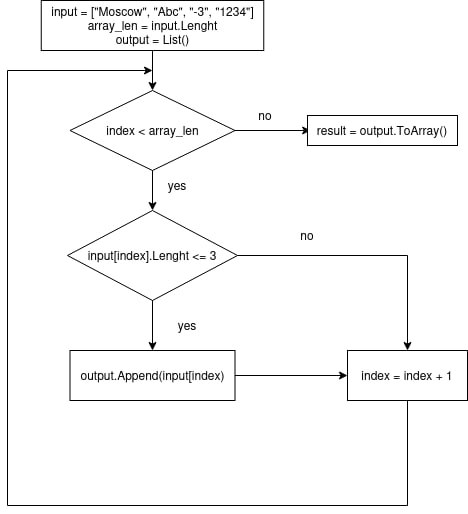 input = ["Moscow", "Abc", "-3", "1234"]
array_len = input.Lenght
output = List()
index < array_len
no
result = output.ToArray()
yes
input[index].Lenght <= 3
no
yes
output.Append(input[index)
index = index + 1